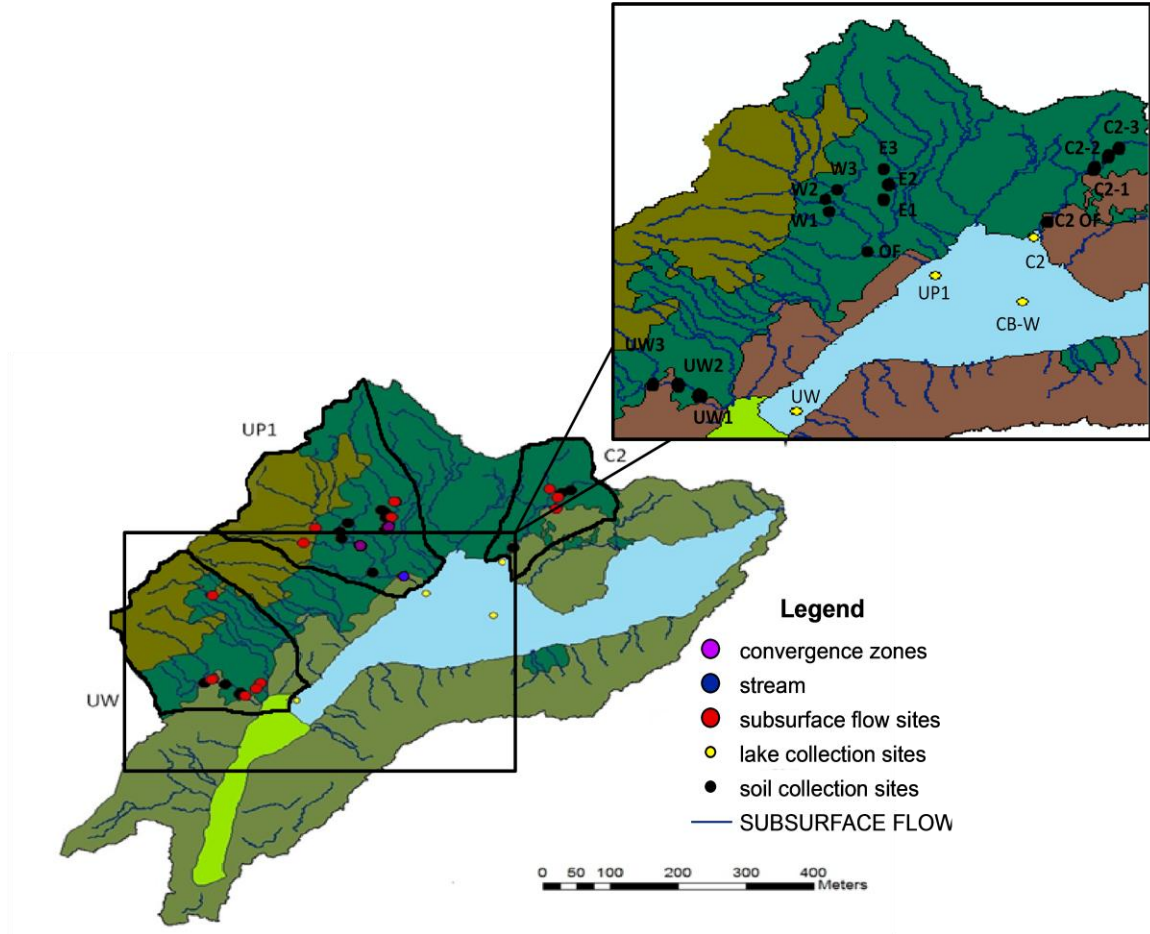 C2-3
C2-2
E3
W3
E2
W2
C2-1
E1
W1
C2 OF
OF
C2
UP1
CB-W
UW3
UW2
UW
UW1
UP1
C2
Legend
convergence zones
stream
UW
subsurface flow sites
lake collection sites
soil collection sites
SUBSURFACE FLOW
0 50 100 200 300 400
Meters